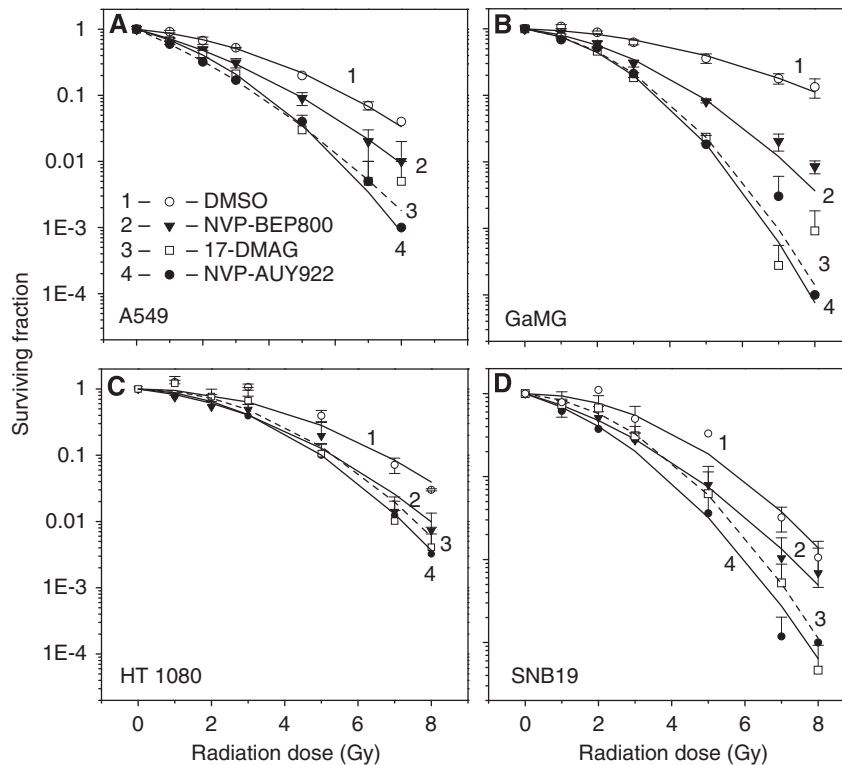 A
B
1
0.1
0.01
1E-3
1E-4
1
2
3
4
1 – ○ – DMSO
2 – ▼ – NVP-BEP800
3 – □ – 17-DMAG
4 – ● – NVP-AUY922
A549
1
2
3
4
GaMG
Surviving fraction
C
D
1
0.1
0.01
1E-3
1E-4
1
2
3
4
HT 1080
1
2
3
4
SNB19
0 2 4 6 8
0 2 4 6 8
Radiation dose (Gy)
Radiation dose (Gy)